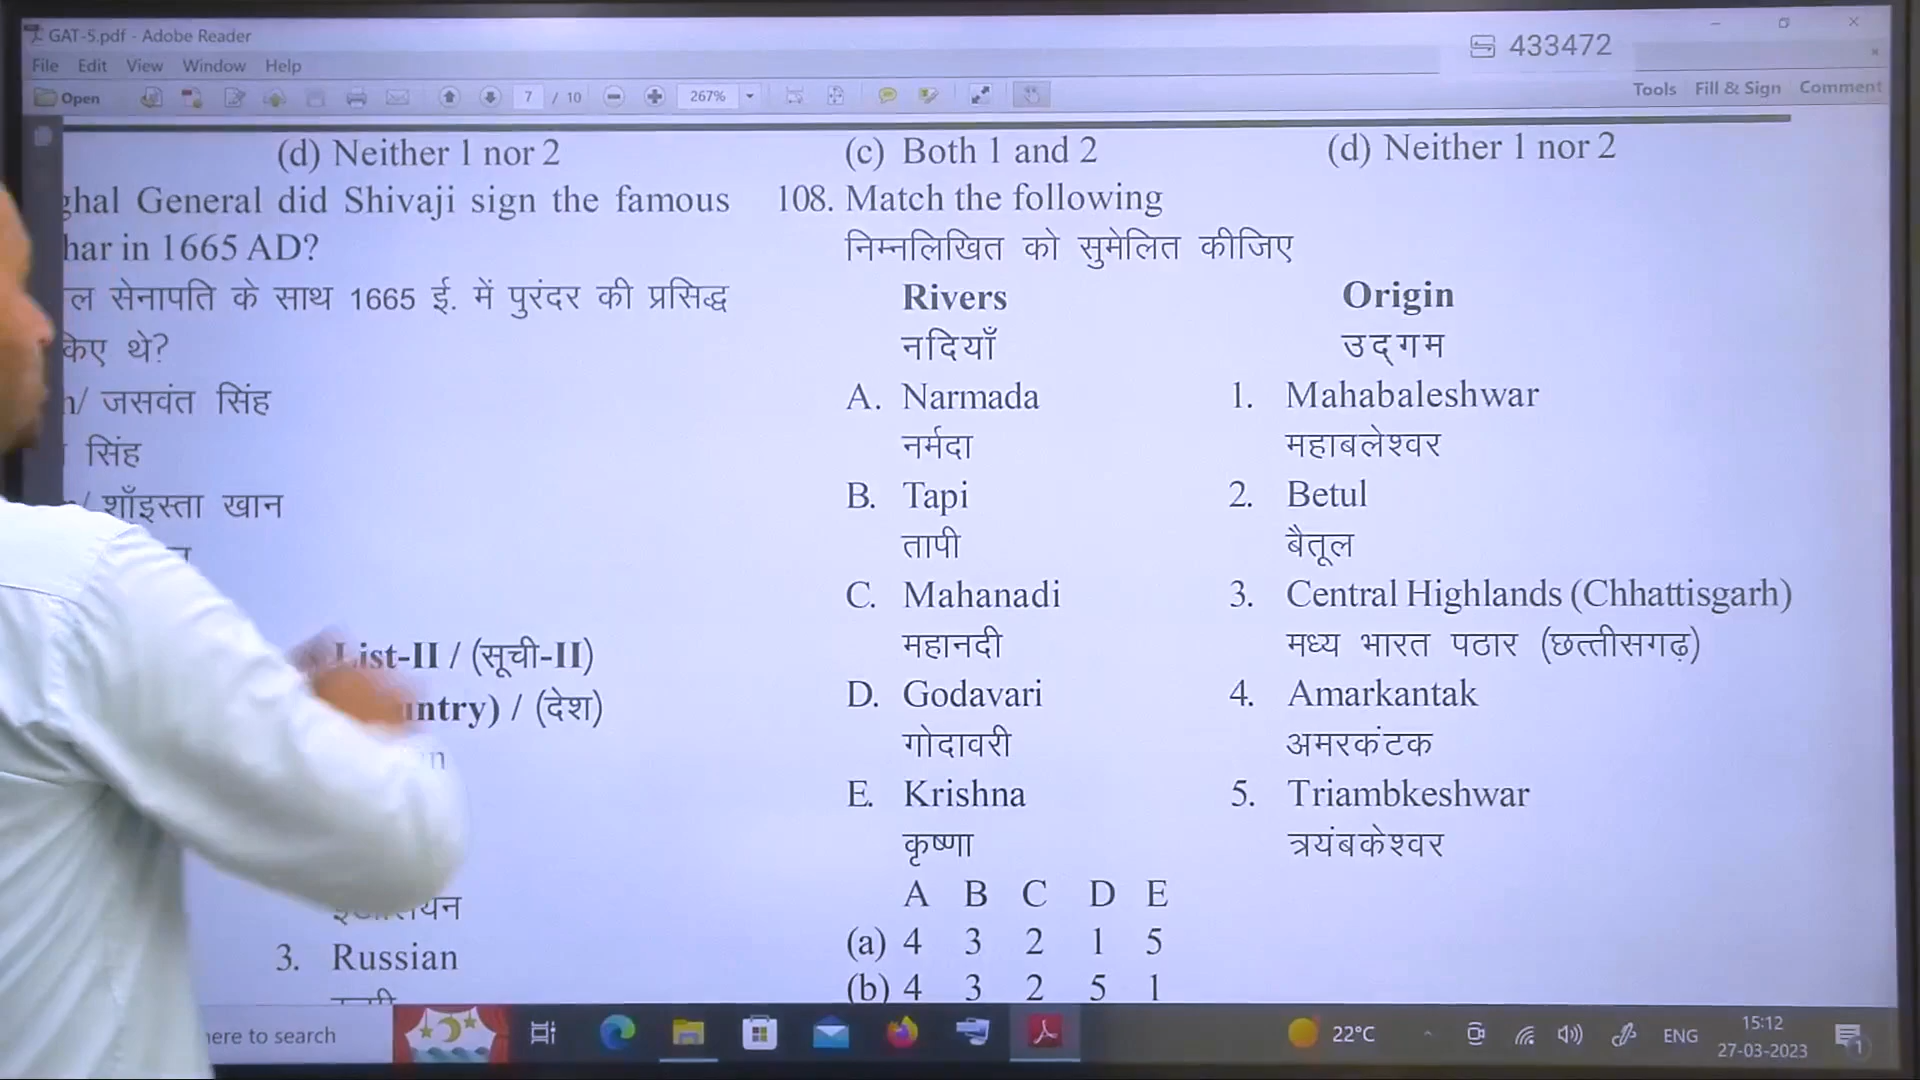 GAT-5.pdf - Adobe Reader
433472
File Edit View Window Help
Open 7 / 10 267% Tools Fill & Sign Comment
(d) Neither 1 nor 2
ghal General did Shivaji sign the famous
har in 1665 AD?
ल सेनापति के साथ 1665 ई. में पुरंदर की प्रसिद्ध
किए थे?
/ जसवंत सिंह
सिंह
/ शाँइस्ता खान
List-II / (सूची-II)
untry) / (देश)
3. Russian
(c) Both 1 and 2 (d) Neither 1 nor 2
108. Match the following
निम्नलिखित को सुमेलित कीजिए
Rivers Origin
नदियाँ उद्गम
A. Narmada 1. Mahabaleshwar
नर्मदा महाबलेश्वर
B. Tapi 2. Betul
तापी बैतूल
C. Mahanadi 3. Central Highlands (Chhattisgarh)
महानदी मध्य भारत पठार (छत्तीसगढ़)
D. Godavari 4. Amarkantak
गोदावरी अमरकंटक
E. Krishna 5. Triambkeshwar
कृष्णा त्रयंबकेश्वर
A B C D E
(a) 4 3 2 1 5
(b) 4 3 2 5 1
here to search 22°C ENG 15:12
27-03-2023 1